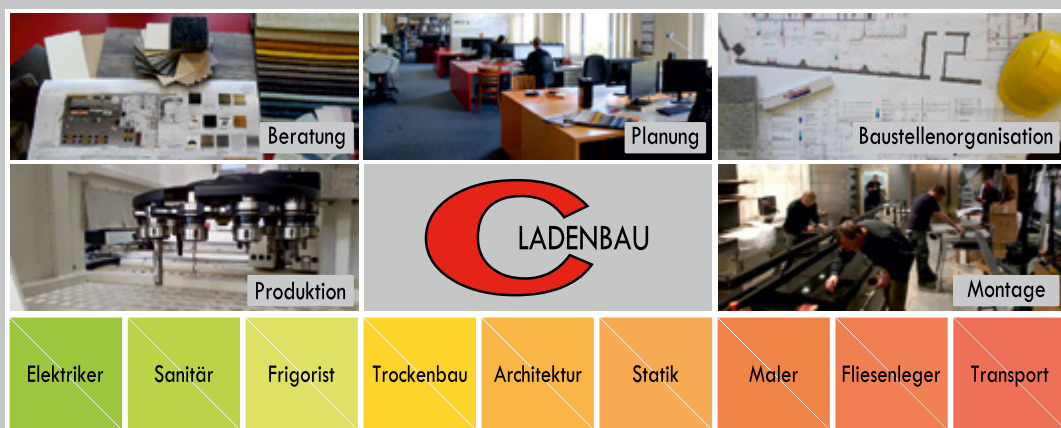 Beratung
Planung
Baustellenorganisation
Produktion
C LADENBAU
Montage
Elektriker
Sanitär
Frigorist
Trockenbau
Architektur
Statik
Maler
Fliesenleger
Transport